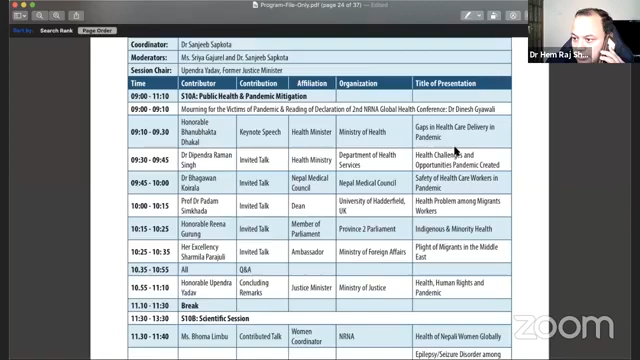 Program-File-Only.pdf (page 24 of 37) — Edited
Sort by: Search Rank Page Order
Dr Hem Raj Sh...
Coordinator: Dr Sanjeeb Sapkota
Moderators: Ms. Sriya Gajurel and Dr. Sanjeeb Sapkota
Session Chair: Upendra Yadav, Former Justice Minister
Time Contributor Contribution Affiliation Organization Title of Presentation
09:00 - 11:10 S10A: Public Health & Pandemic Mitigation
09:00 - 09:10 Mourning for the Victims of Pandemic & Reading of Declaration of 2nd NRNA Global Health Conference: Dr Dinesh Gyawali
09:10 - 09.30 Honorable Bhanubhakta Dhakal Keynote Speech Health Minister Ministry of Health Gaps in Health Care Delivery in Pandemic
09:30 - 09:45 Dr Dipendra Raman Singh Invited Talk Health Ministry Department of Health Services Health Challenges and Opportunities Pandemic Created
09:45 - 10:00 Dr Bhagawan Koirala Invited Talk Nepal Medical Council Nepal Medical Council Safety of Health Care Workers in Pandemic
10:00 - 10:15 Prof Dr Padam Simkhada Invited Talk Dean University of Hadderfield, UK Health Problem among Migrants Workers
10:15 - 10:25 Honorable Reena Gurung Invited Talk Member of Parliament Province 2 Parliament Indigenous & Minority Health
10:25 - 10: 35 Her Excellency Sharmila Parajuli Invited Talk Ambassador Ministry of Foreign Affairs Plight of Migrants in the Middle East
10.35 - 10:55 All Q&A
10.55 - 11:10 Honorable Upendra Yadav Concluding Remarks Justice Minister Ministry of Justice Health, Human Rights and Pandemic
11.10 - 11:30 Break
11:30 - 13:30 S10B: Scientific Session
11.30 - 11:40 Ms. Bhoma Limbu Contributed Talk Women Coordinator NRNA Health of Nepali Women Globally
Epilepsy/Seizure Disorder among
zoom